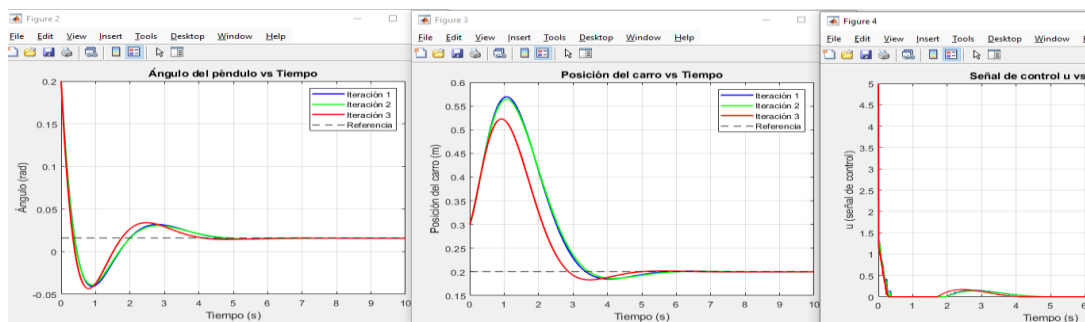 Figure 2
File Edit View Insert Tools Desktop Window Help
Ángulo del péndulo vs Tiempo
0.2
0.15
0.1
0.05
0
-0.05
Ángulo (rad)
Iteración 1
Iteración 2
Iteración 3
Referencia
0 1 2 3 4 5 6 7 8 9 10
Tiempo (s)
Figure 3
File Edit View Insert Tools Desktop Window Help
Posición del carro vs Tiempo
0.6
0.55
0.5
0.45
0.4
0.35
0.3
0.25
0.2
0.15
Posición del carro (m)
Iteración 1
Iteración 2
Iteración 3
Referencia
0 1 2 3 4 5 6 7 8 9 10
Tiempo (s)
Figure 4
File Edit View Insert Tools Desktop Window
Señal de control u vs
5
4.5
4
3.5
3
2.5
2
1.5
1
0.5
0
u (señal de control)
0 1 2 3 4 5 6
Tiempo (s)